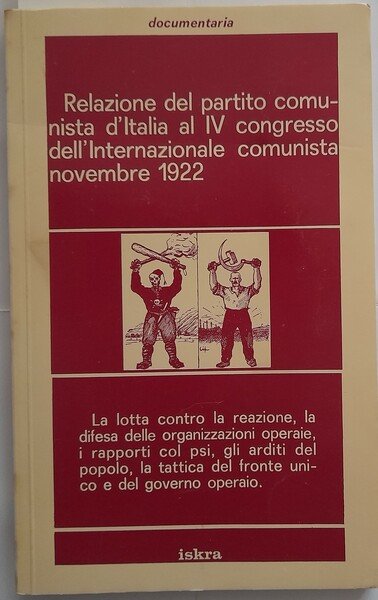 documentaria
Relazione del partito comu-
nista d'Italia al IV congresso
dell'Internazionale comunista
novembre 1922
La lotta contro la reazione, la
difesa delle organizzazioni operaie,
i rapporti col psi, gli arditi del
popolo, la tattica del fronte uni-
co e del governo operaio.
iskra